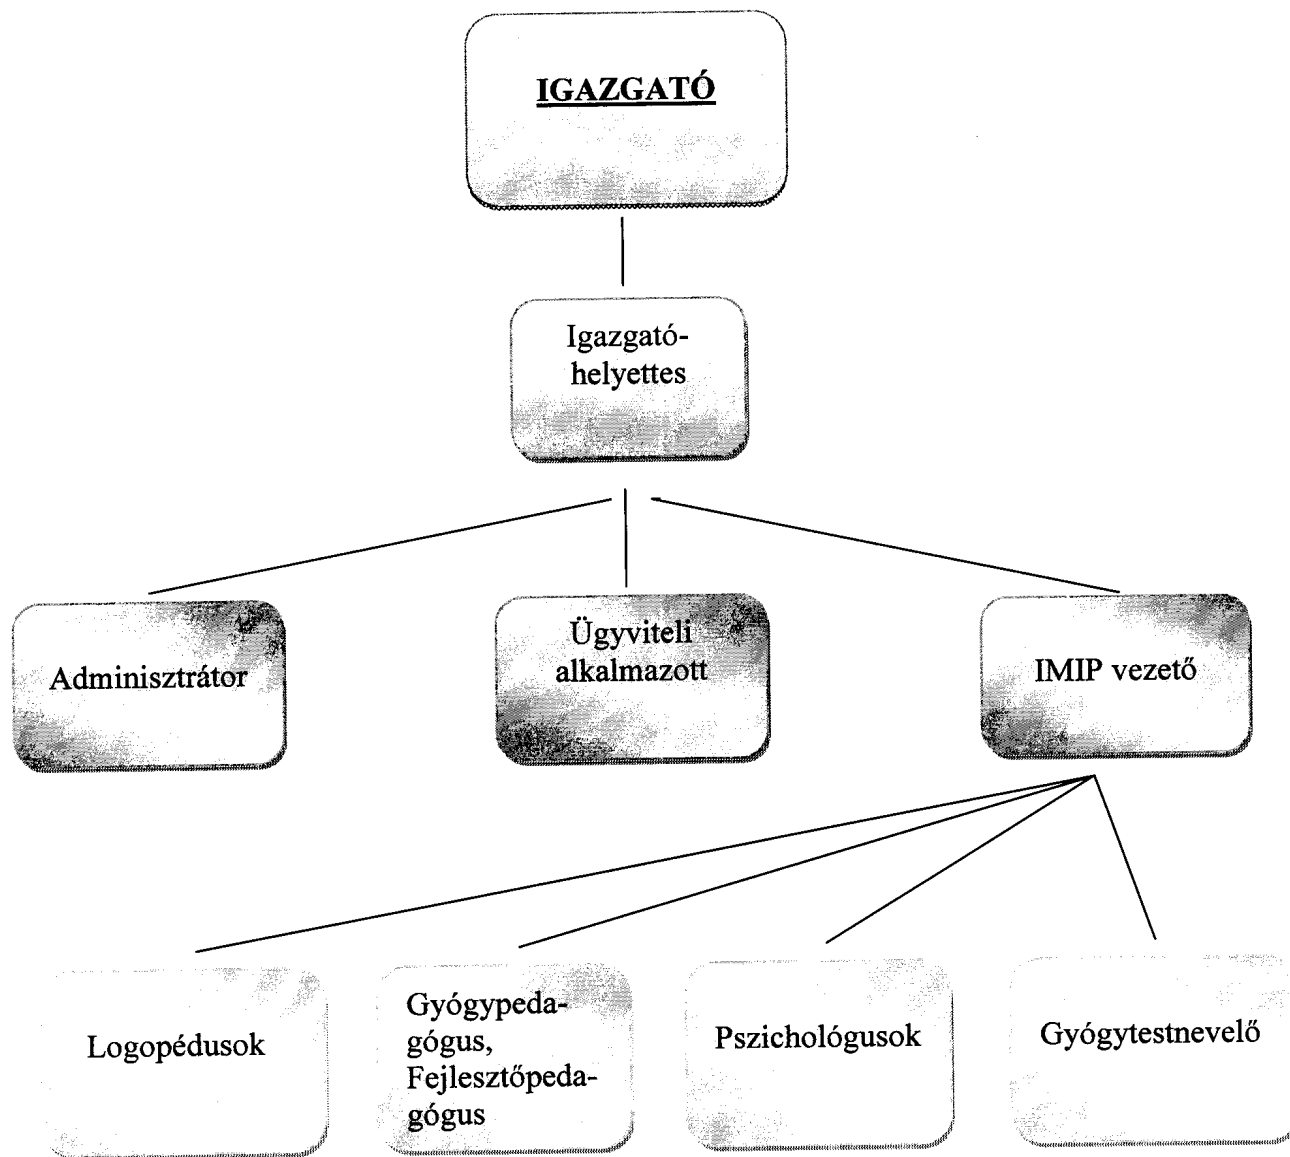 IGAZGATÓ
Igazgató-
helyettes
Adminisztrátor
Ügyviteli
alkalmazott
IMIP vezető
Logopédusok
Gyógypeda-
gógus,
Fejlesztőpeda-
gógus
Pszichológusok
Gyógytestnevelő